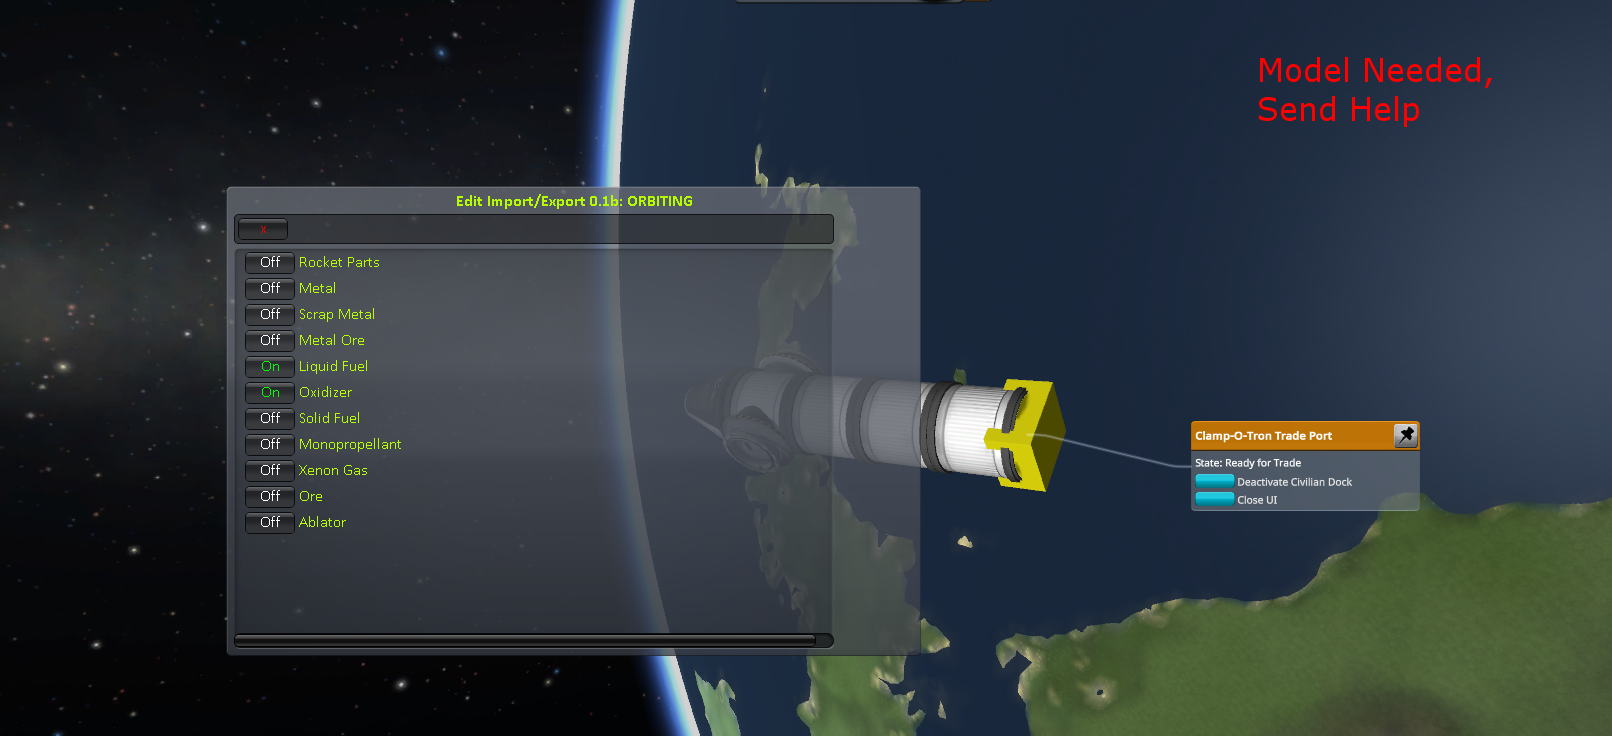 Model Needed,
Send Help
Edit Import/Export 0.1b: ORBITING
x
Off Rocket Parts
Off Metal
Off Scrap Metal
Off Metal Ore
On Liquid Fuel
On Oxidizer
Off Solid Fuel
Off Monopropellant
Off Xenon Gas
Off Ore
Off Ablator
Clamp-O-Tron Trade Port
State: Ready for Trade
Deactivate Civilian Dock
Close UI